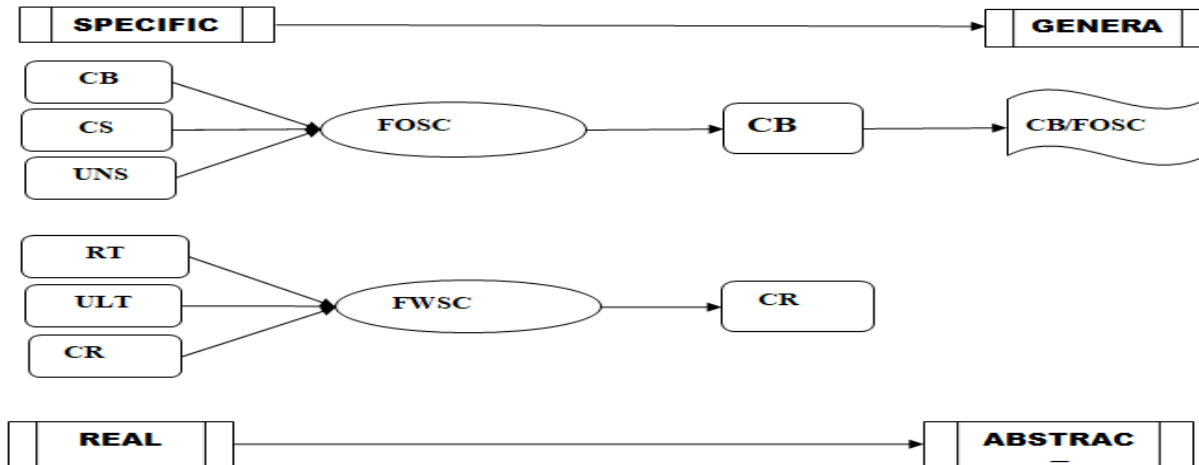 SPECIFIC
GENERA
CB
CS
UNS
FOSC
CB
CB/FOSC
RT
ULT
CR
FWSC
CR
REAL
ABSTRAC